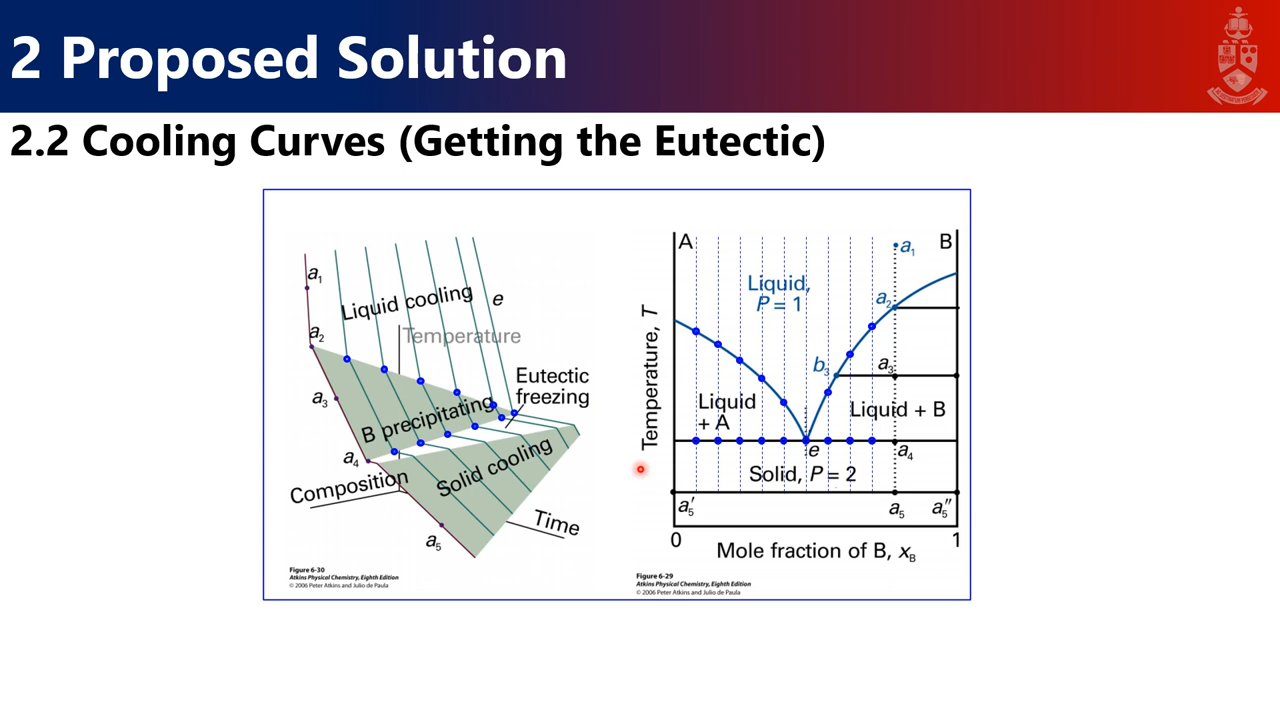 2 Proposed Solution
2.2 Cooling Curves (Getting the Eutectic)
a1
Liquid cooling
e
a2
Temperature
Eutectic
freezing
a3
B precipitating
a4
Solid cooling
Composition
Time
a5
Figure 6-30
Atkins Physical Chemistry, Eighth Edition
© 2006 Peter Atkins and Julio de Paula
A
B
a1
Liquid,
P = 1
a2
Temperature, T
b3
a3
Liquid
+ A
Liquid + B
e
a4
Solid, P = 2
a5′
a5
a5″
0
1
Mole fraction of B, xB
Figure 6-29
Atkins Physical Chemistry, Eighth Edition
© 2006 Peter Atkins and Julio de Paula